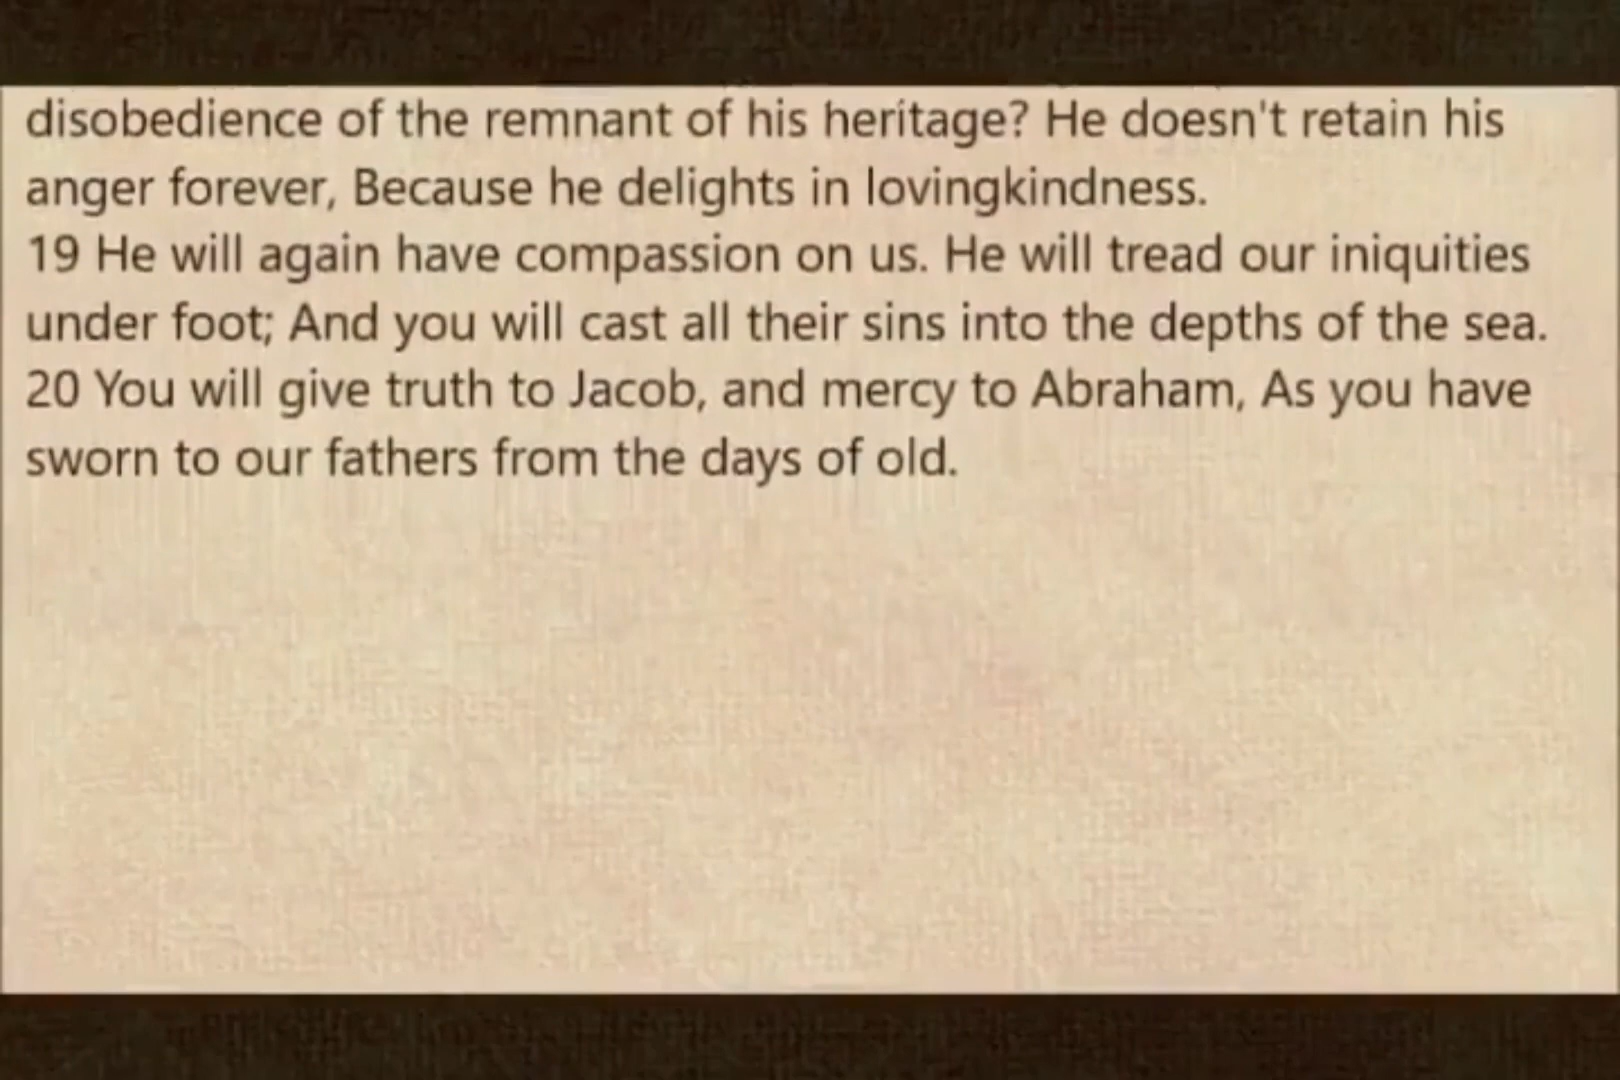 disobedience of the remnant of his heritage? He doesn't retain his
anger forever, Because he delights in lovingkindness.
19 He will again have compassion on us. He will tread our iniquities
under foot; And you will cast all their sins into the depths of the sea.
20 You will give truth to Jacob, and mercy to Abraham, As you have
sworn to our fathers from the days of old.